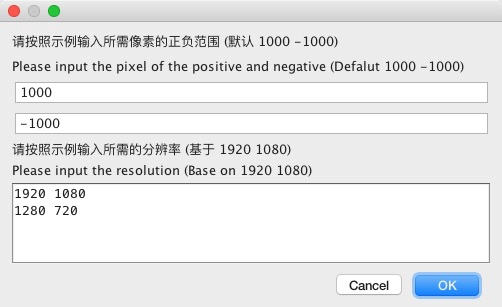 请按照示例输入所需像素的正负范围 (默认 1000 -1000)
Please input the pixel of the positive and negative (Defalut 1000 -1000)
1000
-1000
请按照示例输入所需的分辨率 (基于 1920 1080)
Please input the resolution (Base on 1920 1080)
1920 1080
1280 720
Cancel OK